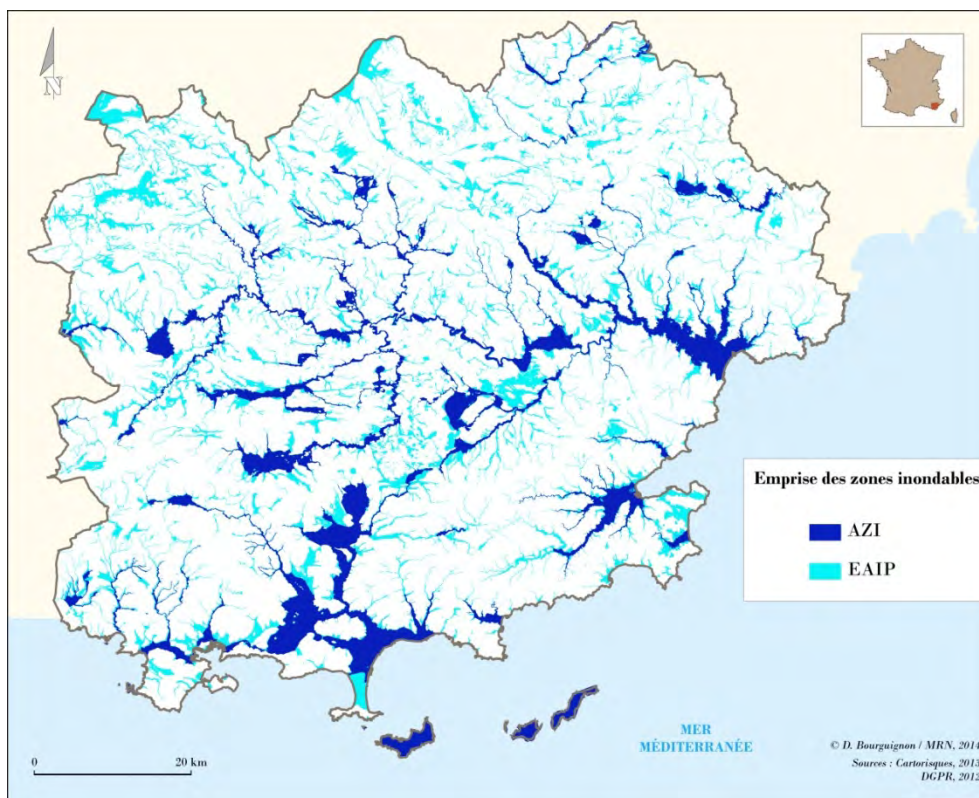 N
Emprise des zones inondables
AZI
EAIP
MER
MÉDITERRANÉE
0
20 km
© D. Bourguignon / MRN, 2014
Sources : Cartorisques, 2013
DGPR, 2012